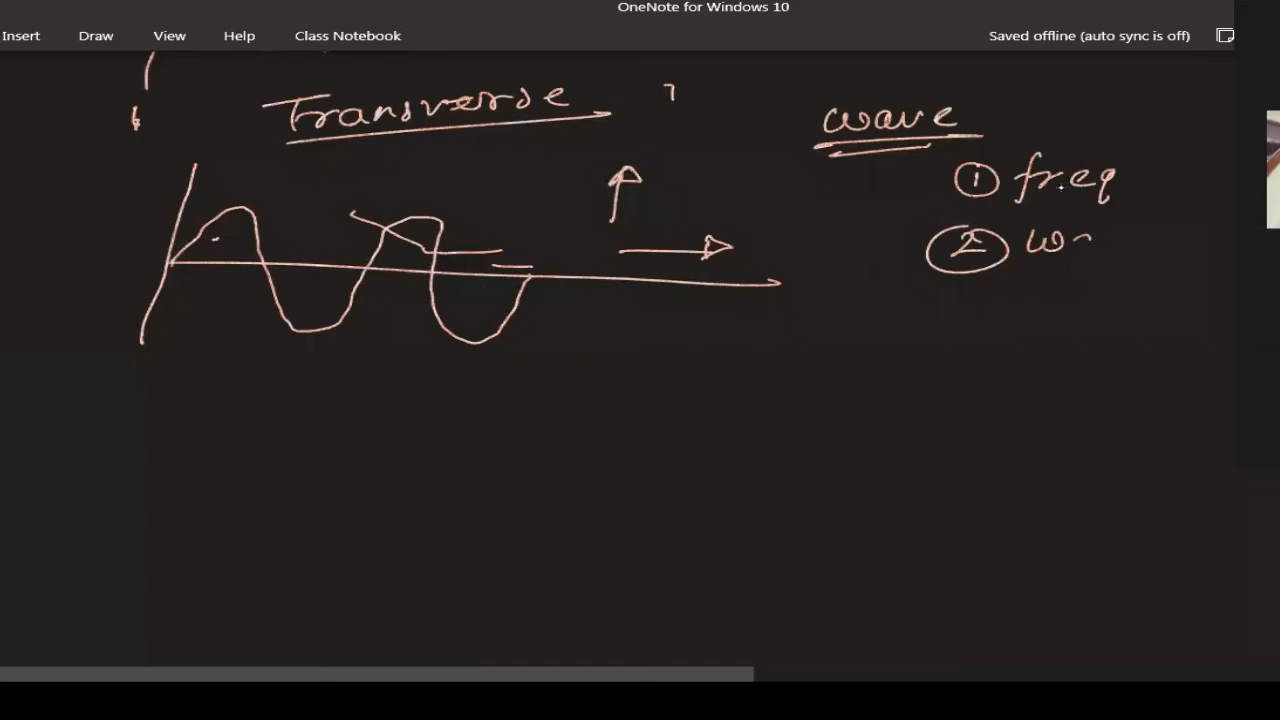 OneNote for Windows 10
Insert Draw View Help Class Notebook Saved offline (auto sync is off)
Transverse wave
① freq
②